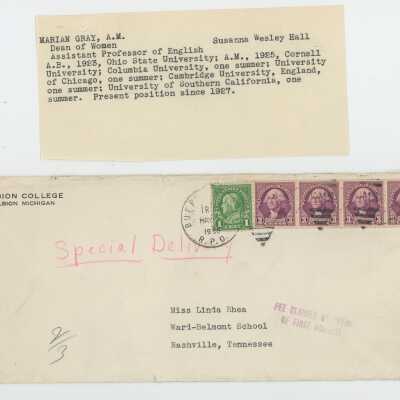 MARIAN GRAY, A.M.
Susanna Wesley Hall
Dean of Women
Assistant Professor of English
A.B., 1923, Ohio State University; A.M., 1925, Cornell
University; Columbia University, one summer; University
of Chicago, one summer; Cambridge University, England,
one summer; University of Southern California, one
summer. Present position since 1927.
ION COLLEGE
LBION MICHIGAN
R.P.O.
Special Delivery
Miss Linda Rhea
Ward-Belmont School
Nashville, Tennessee
OF FIRST
2/3